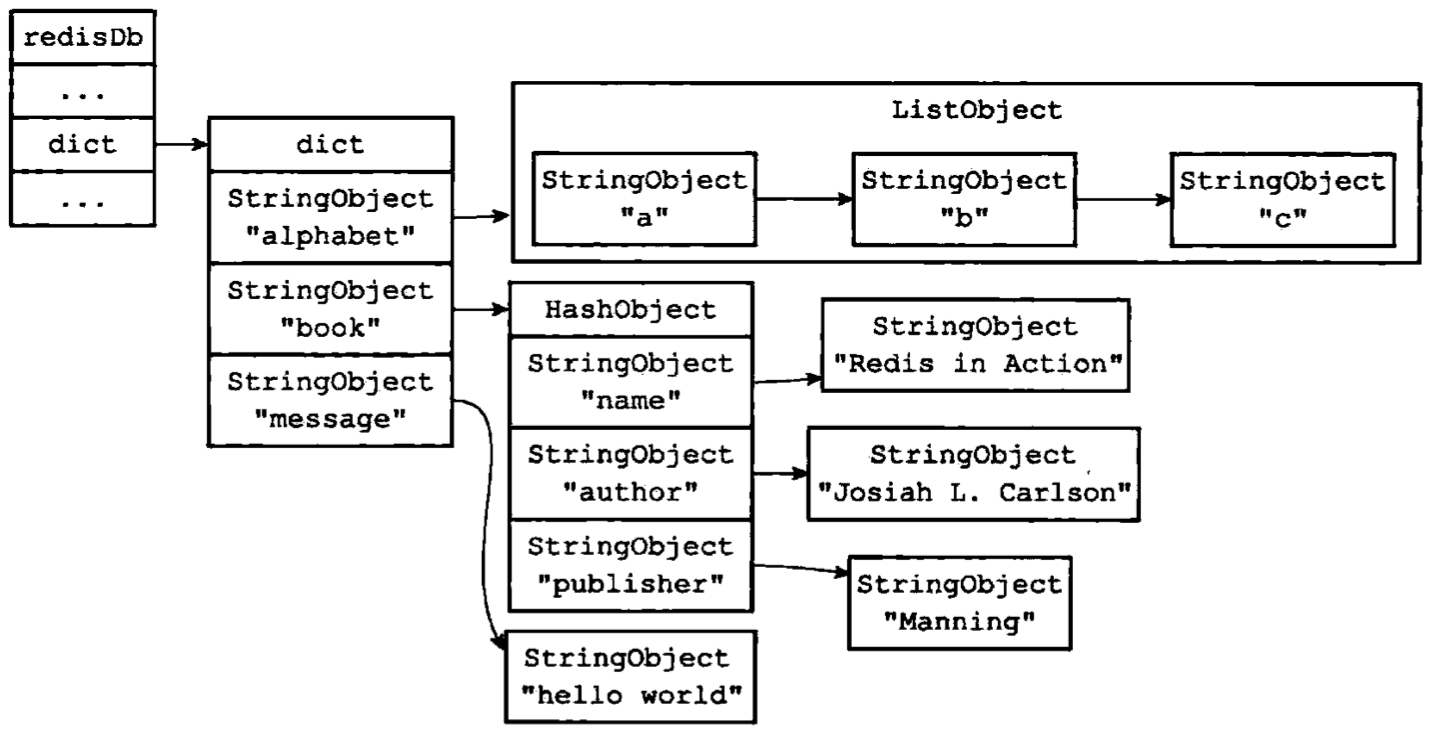 redisDb
...
dict
...
dict
StringObject
"alphabet"
StringObject
"book"
StringObject
"message"
ListObject
StringObject
"a"
StringObject
"b"
StringObject
"c"
HashObject
StringObject
"name"
StringObject
"author"
StringObject
"publisher"
StringObject
"Redis in Action"
StringObject
"Josiah L. Carlson"
StringObject
"Manning"
StringObject
"hello world"